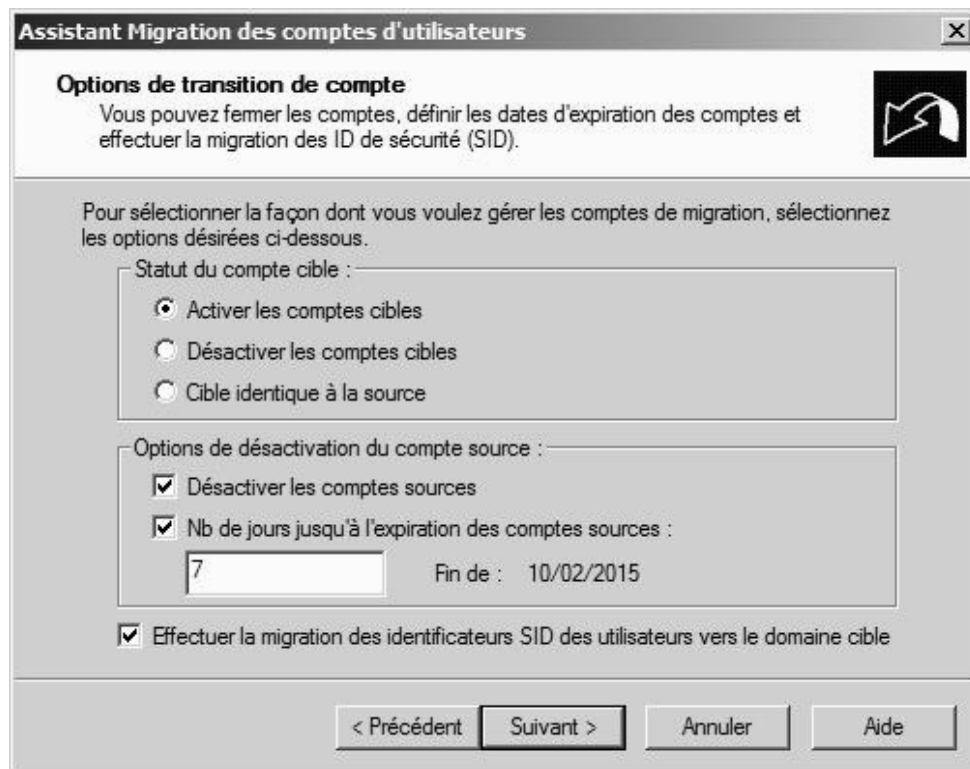 Assistant Migration des comptes d'utilisateurs
Options de transition de compte
Vous pouvez fermer les comptes, définir les dates d'expiration des comptes et
effectuer la migration des ID de sécurité (SID).
Pour sélectionner la façon dont vous voulez gérer les comptes de migration, sélectionnez
les options désirées ci-dessous.
Statut du compte cible :
Activer les comptes cibles
Désactiver les comptes cibles
Cible identique à la source
Options de désactivation du compte source :
Désactiver les comptes sources
Nb de jours jusqu'à l'expiration des comptes sources :
7 Fin de : 10/02/2015
Effectuer la migration des identificateurs SID des utilisateurs vers le domaine cible
< Précédent Suivant > Annuler Aide